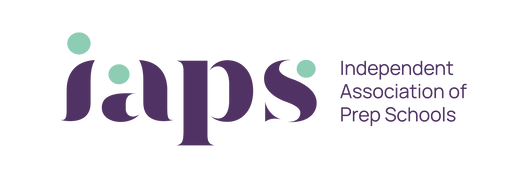 iaps
Independent
Association of
Prep Schools